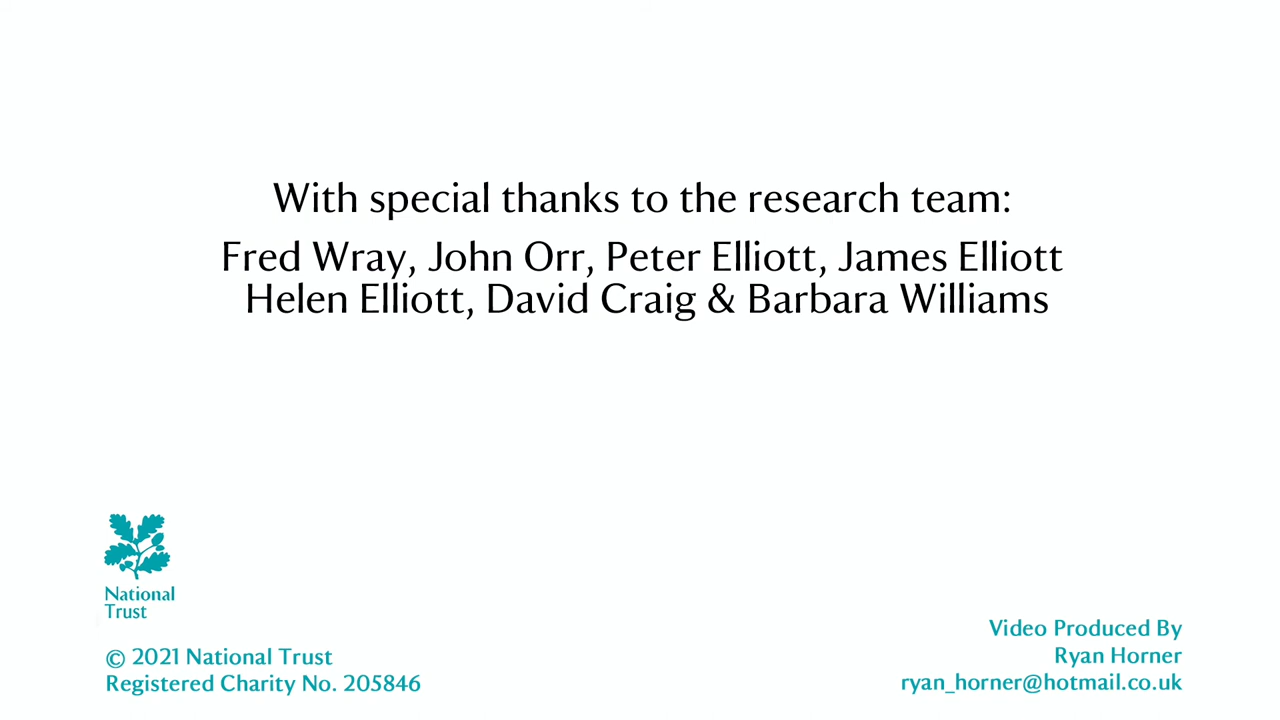 With special thanks to the research team:
Fred Wray, John Orr, Peter Elliott, James Elliott
Helen Elliott, David Craig & Barbara Williams
National
Trust
© 2021 National Trust
Registered Charity No. 205846
Video Produced By
Ryan Horner
ryan_horner@hotmail.co.uk